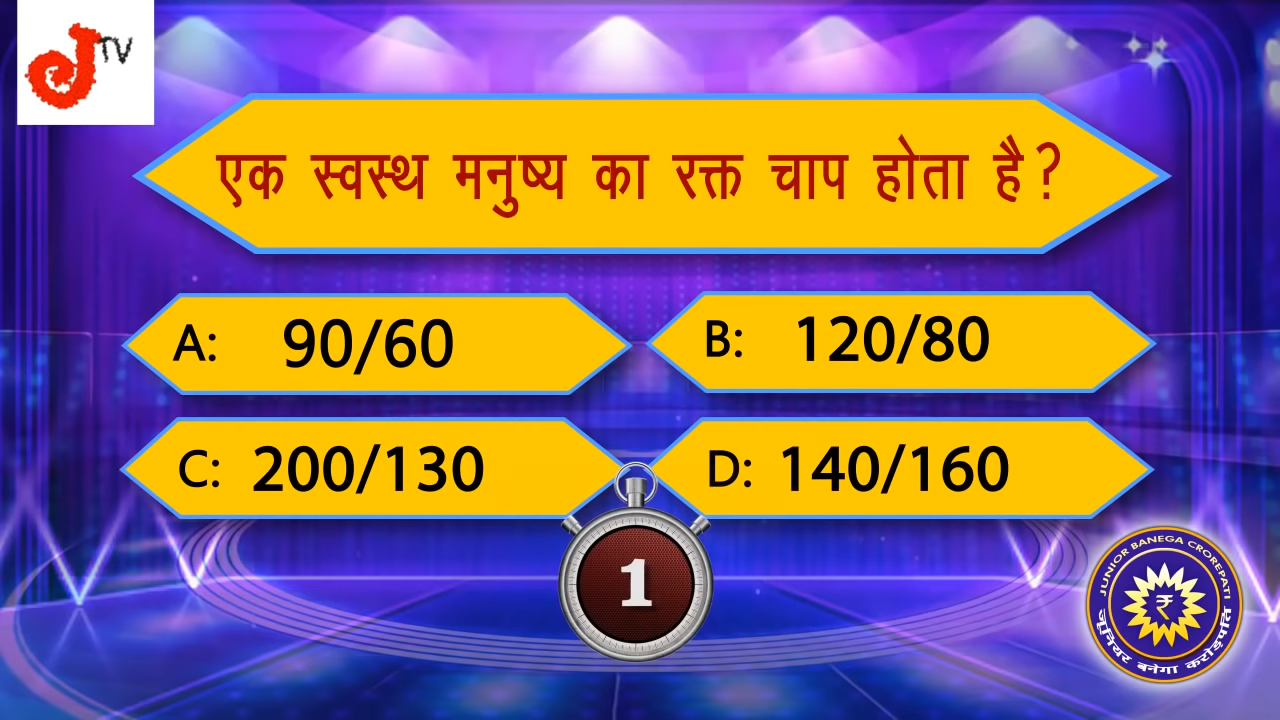 J TV
एक स्वस्थ मनुष्य का रक्त चाप होता है?
A: 90/60
B: 120/80
C: 200/130
D: 140/160
1
JUNIOR BANEGA CROREPATI
₹
जूनियर बनेगा करोड़पति